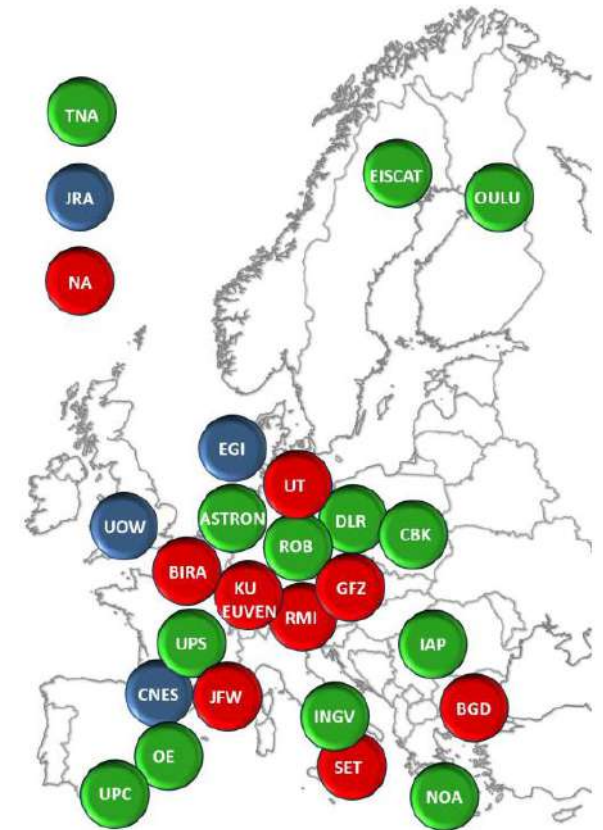 TNA
JRA
NA
EISCAT
OULU
EGI
UT
UOW
ASTRON
DLR
ROB
CBK
BIRA
KU
EUVEN
GFZ
RMI
UPS
IAP
CNES
JFW
INGV
BGD
OE
SET
UPC
NOA